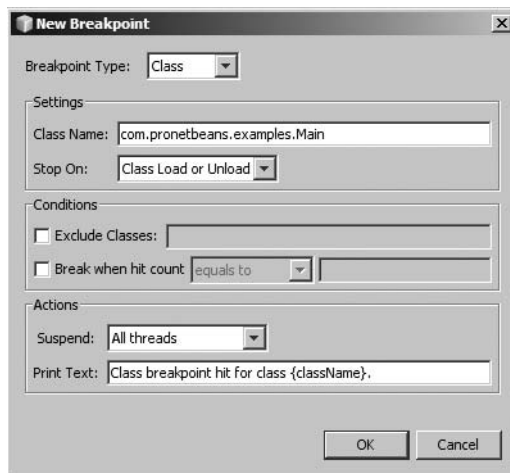 New Breakpoint
Breakpoint Type: Class
Settings
Class Name: com.pronetbeans.examples.Main
Stop On: Class Load or Unload
Conditions
Exclude Classes:
Break when hit count equals to
Actions
Suspend: All threads
Print Text: Class breakpoint hit for class {className}.
OK Cancel